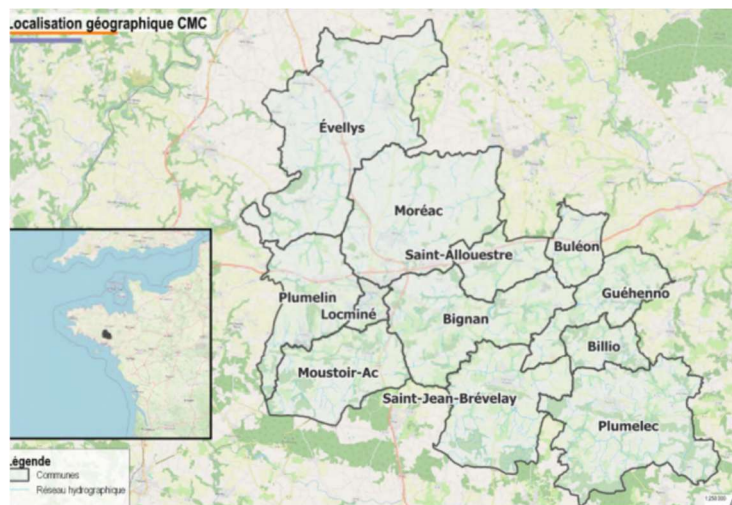 Localisation géographique CMC
Évellys
Moréac
Saint-Allouestre
Buléon
Plumelin
Locminé
Guéhenno
Bignan
Billio
Moustoir-Ac
Saint-Jean-Brévelay
Plumelec
Légende
Communes
Réseau hydrographique